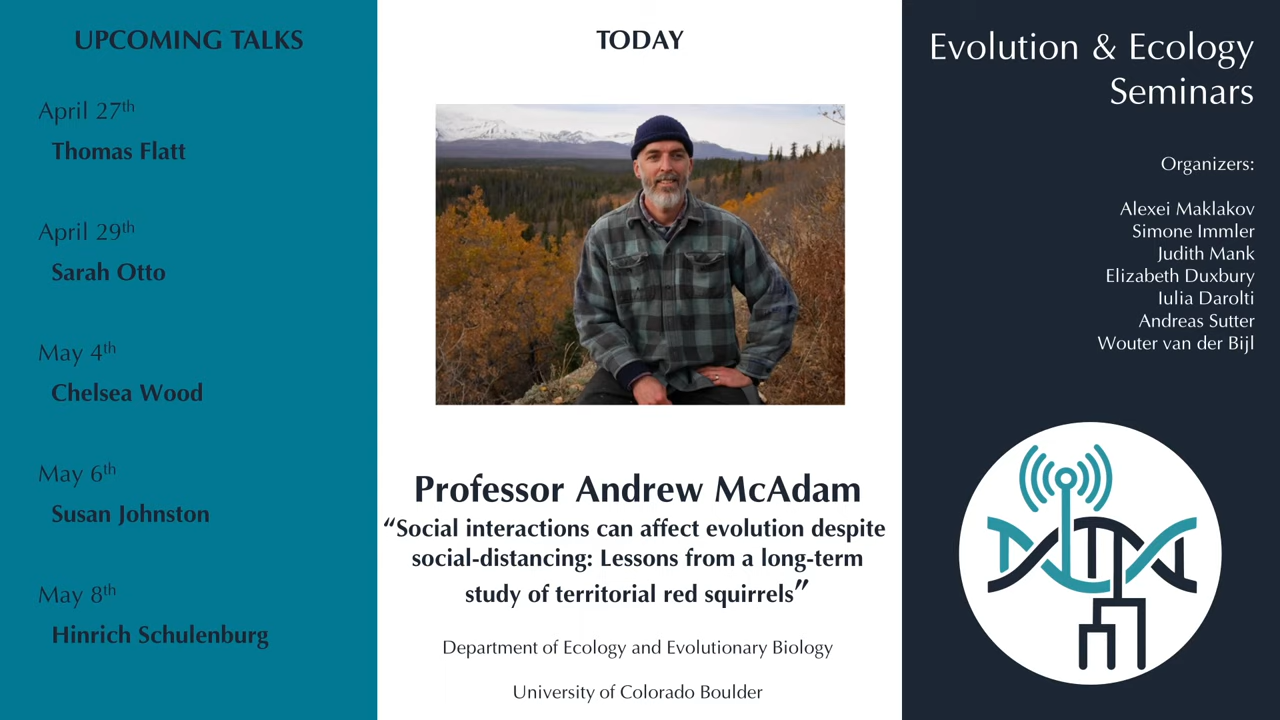 UPCOMING TALKS
April 27th
Thomas Flatt
April 29th
Sarah Otto
May 4th
Chelsea Wood
May 6th
Susan Johnston
May 8th
Hinrich Schulenburg
TODAY
Professor Andrew McAdam
“Social interactions can affect evolution despite
social-distancing: Lessons from a long-term
study of territorial red squirrels”
Department of Ecology and Evolutionary Biology
University of Colorado Boulder
Evolution & Ecology
Seminars
Organizers:
Alexei Maklakov
Simone Immler
Judith Mank
Elizabeth Duxbury
Iulia Darolti
Andreas Sutter
Wouter van der Bijl